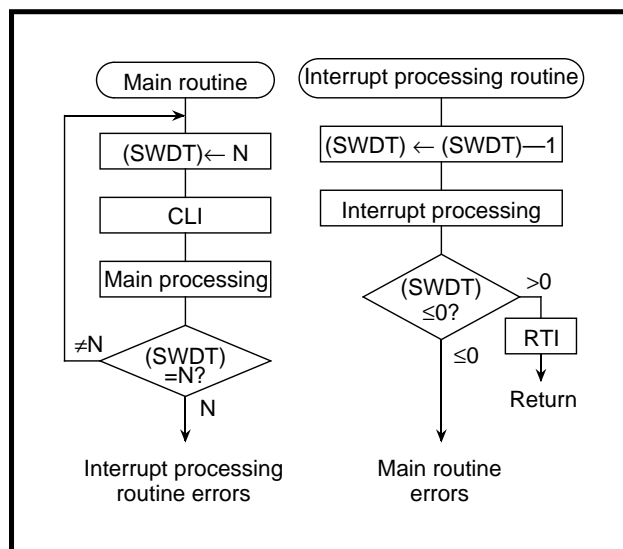 Main routine
(SWDT)← N
CLI
Main processing
≠N
(SWDT)
=N?
N
Interrupt processing
routine errors
Interrupt processing routine
(SWDT) ← (SWDT)—1
Interrupt processing
>0
(SWDT)
≤0?
RTI
≤0
Return
Main routine
errors